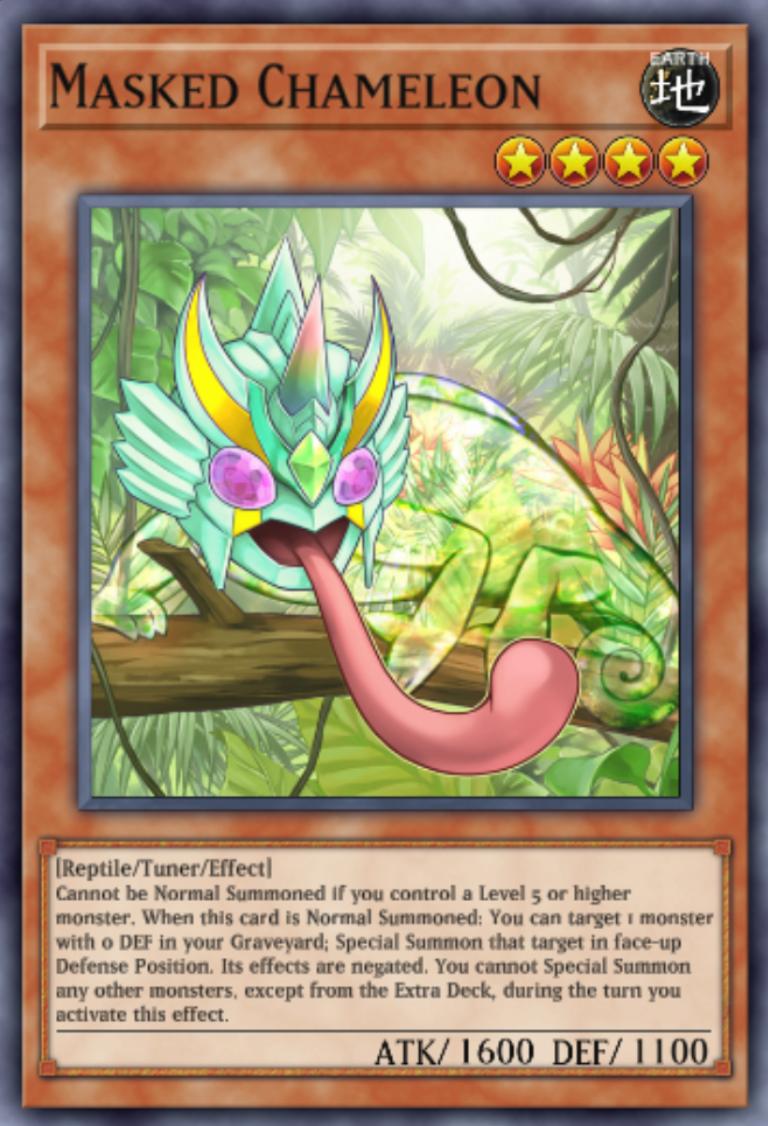 MASKED CHAMELEON
EARTH
地
[Reptile/Tuner/Effect]
Cannot be Normal Summoned if you control a Level 5 or higher
monster. When this card is Normal Summoned: You can target 1 monster
with 0 DEF in your Graveyard; Special Summon that target in face-up
Defense Position. Its effects are negated. You cannot Special Summon
any other monsters, except from the Extra Deck, during the turn you
activate this effect.
ATK/ 1600 DEF/ 1100